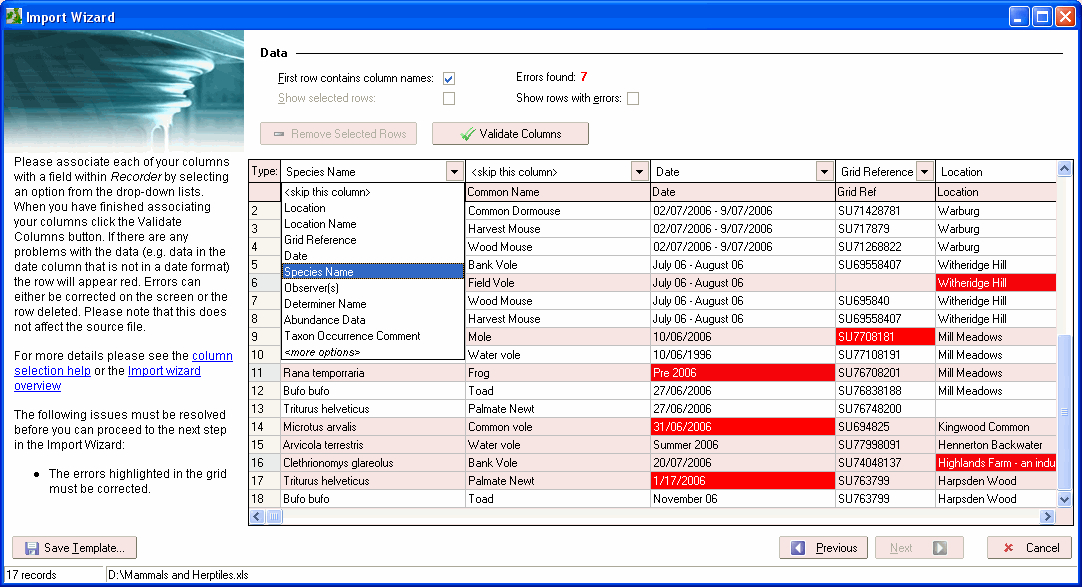 Import Wizard
Data
First row contains column names:
Errors found: 7
Show selected rows:
Show rows with errors:
Remove Selected Rows
Validate Columns
Please associate each of your columns
with a field within Recorder by selecting
an option from the drop-down lists.
When you have finished associating
your columns click the Validate
Columns button. If there are any
problems with the data (e.g. data in the
date column that is not in a date format)
the row will appear red. Errors can
either be corrected on the screen or the
row deleted. Please note that this does
not affect the source file.
For more details please see the column
selection help or the Import wizard
overview
The following issues must be resolved
before you can proceed to the next step
in the Import Wizard:
• The errors highlighted in the grid
must be corrected.
Type: Species Name <skip this column> Date Grid Reference Location
Common Name Date Grid Ref Location
2 Common Dormouse 02/07/2006 - 9/07/2006 SU71428781 Warburg
3 Harvest Mouse 02/07/2006 - 9/07/2006 SU717879 Warburg
4 Wood Mouse 02/07/2006 - 9/07/2006 SU71268822 Warburg
5 Bank Vole July 06 - August 06 SU69558407 Witheridge Hill
6 Field Vole July 06 - August 06 Witheridge Hill
7 Wood Mouse July 06 - August 06 SU695840 Witheridge Hill
8 Harvest Mouse July 06 - August 06 SU69558407 Witheridge Hill
9 Mole 10/06/2006 SU7708181 Mill Meadows
10 Water vole 10/06/1996 SU77108191 Mill Meadows
11 Rana temporraria Frog Pre 2006 SU76708201 Mill Meadows
12 Bufo bufo Toad 27/06/2006 SU76838188 Mill Meadows
13 Triturus helveticus Palmate Newt 27/06/2006 SU76748200
14 Microtus arvalis Common vole 31/06/2006 SU694825 Kingwood Common
15 Arvicola terrestris Water vole Summer 2006 SU77998091 Hennerton Backwater
16 Clethrionomys glareolus Bank Vole 20/07/2006 SU74048137 Highlands Farm - an indu
17 Triturus helveticus Palmate Newt 1/17/2006 SU763799 Harpsden Wood
18 Bufo bufo Toad November 06 SU763799 Harpsden Wood
<skip this column>
Location
Location Name
Grid Reference
Date
Species Name
Observer(s)
Determiner Name
Abundance Data
Taxon Occurrence Comment
<more options>
Save Template...
Previous
Next
Cancel
17 records
D:\Mammals and Herptiles.xls